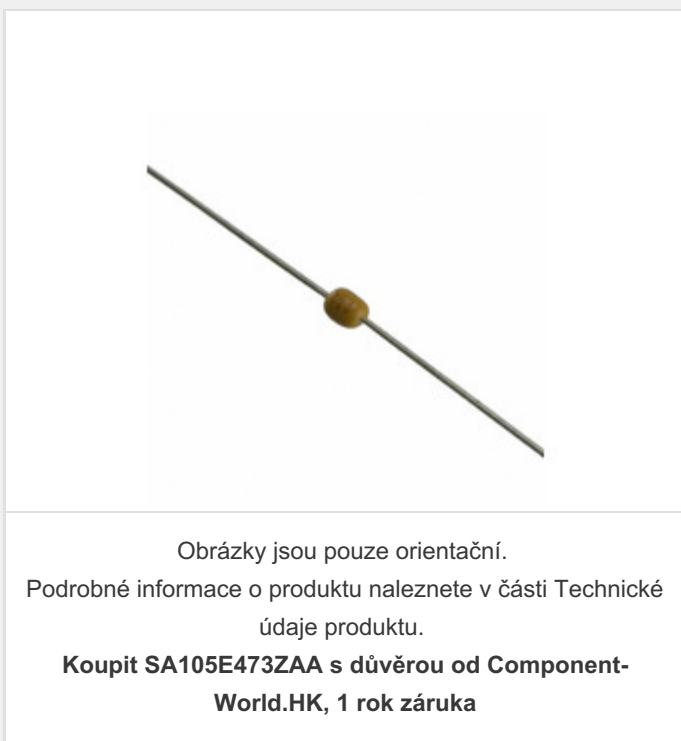 Obrázky jsou pouze orientační.
Podrobné informace o produktu naleznete v části Technické
údaje produktu.
Koupit SA105E473ZAA s důvěrou od Component-
World.HK, 1 rok záruka